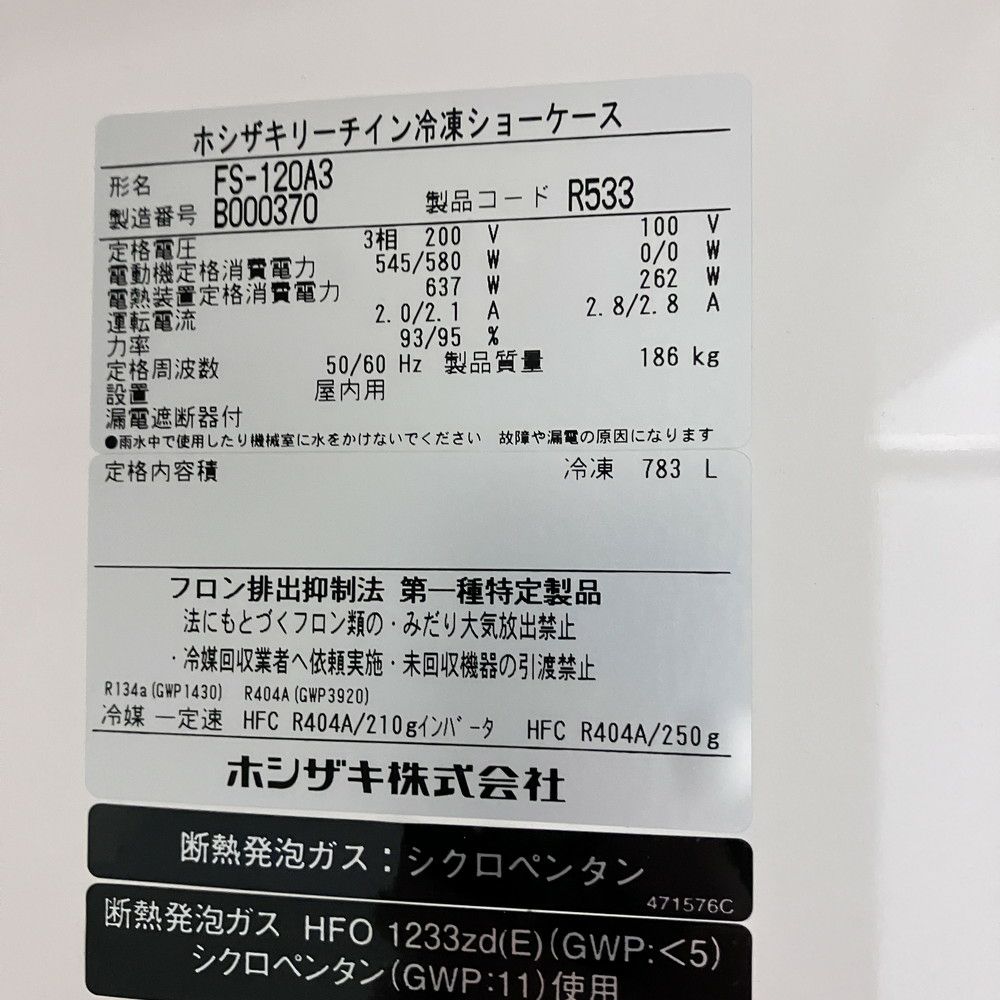 ホシザキリーチイン冷凍ショーケース
形名 FS-120A3
製造番号 B000370 製品コード R533
定格電圧 3相 200 V 100 V
電動機定格消費電力 545/580 W 0/0 W
電熱装置定格消費電力 637 W 262 W
運転電流 2.0/2.1 A 2.8/2.8 A
力率 93/95 %
定格周波数 50/60 Hz 製品質量 186 kg
設置 屋内用
漏電遮断器付
●雨水中で使用したり機械室に水をかけないでください 故障や漏電の原因になります
定格内容積 冷凍 783 L
フロン排出抑制法 第一種特定製品
法にもとづくフロン類の・みだり大気放出禁止
・冷媒回収業者へ依頼実施・未回収機器の引渡禁止
R134a(GWP1430) R404A(GWP3920)
冷媒 一定速 HFC R404A/210gインバータ HFC R404A/250g
ホシザキ株式会社
断熱発泡ガス：シクロペンタン
471576C
断熱発泡ガス HFO 1233zd(E)(GWP:<5)
シクロペンタン(GWP:11)使用